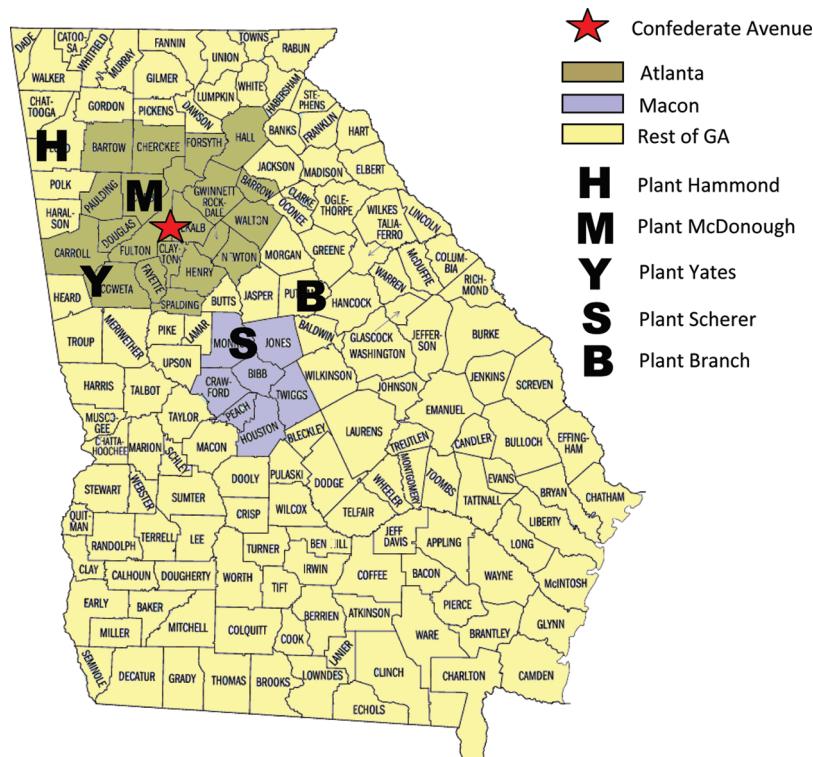 DADE
CATOO-
SA
WHITFIELD
MURRAY
FANNIN
TOWNS
UNION
RABUN
WALKER
GILMER
WHITE
HABERSHAM
LUMPKIN
STE-
PHENS
CHAT-
TOOGA
GORDON
PICKENS
DAWSON
BANKS
FRANKLIN
HART
H
BARTOW
CHEROKEE
FORSYTH
HALL
JACKSON
MADISON
ELBERT
POLK
PAULDING
M
GWINNETT
BARROW
CLARKE
OCONEE
OGLE-
THORPE
WILKES
LINCOLN
HARAL-
SON
ROCK-
DALE
WALTON
TALIA-
FERRO
DOUGLAS
KALB
CARROLL
FULTON
CLAY-
TON
NEWTON
MORGAN
GREENE
McDUFFIE
COLUM-
BIA
WARREN
RICH-
MOND
Y
FAYETTE
HENRY
HEARD
SPALDING
BUTTS
JASPER
B
HANCOCK
TROUP
MERIWETHER
PIKE
LAMAR
S
JONES
BALDWIN
GLASCOCK
WASHINGTON
JEFFER-
SON
BURKE
UPSON
BIBB
WILKINSON
JENKINS
SCREVEN
HARRIS
TALBOT
CRAW-
FORD
TWIGGS
JOHNSON
EMANUEL
PEACH
TAYLOR
HOUSTON
BLECKLEY
LAURENS
TREUTLEN
CANDLER
BULLOCH
EFFING-
HAM
MUSCO-
GEE
CHATTA-
HOOCHEE
MARION
SCHLEY
MACON
MONTGOMERY
DOOLY
PULASKI
DODGE
WHEELER
TOOMBS
EVANS
TATTNALL
BRYAN
CHATHAM
STEWART
WEBSTER
SUMTER
CRISP
WILCOX
TELFAIR
LIBERTY
QUIT-
MAN
RANDOLPH
TERRELL
LEE
TURNER
BEN
ILL
JEFF
DAVIS
APPLING
LONG
CLAY
CALHOUN
DOUGHERTY
WORTH
TIFT
IRWIN
COFFEE
BACON
WAYNE
McINTOSH
EARLY
BAKER
BERRIEN
ATKINSON
PIERCE
GLYNN
MILLER
MITCHELL
COLQUITT
COOK
WARE
BRANTLEY
LANIER
SEMINOLE
DECATUR
GRADY
THOMAS
BROOKS
LOWNDES
CLINCH
CHARLTON
CAMDEN
ECHOLS
Confederate Avenue
Atlanta
Macon
Rest of GA
H Plant Hammond
M Plant McDonough
Y Plant Yates
S Plant Scherer
B Plant Branch